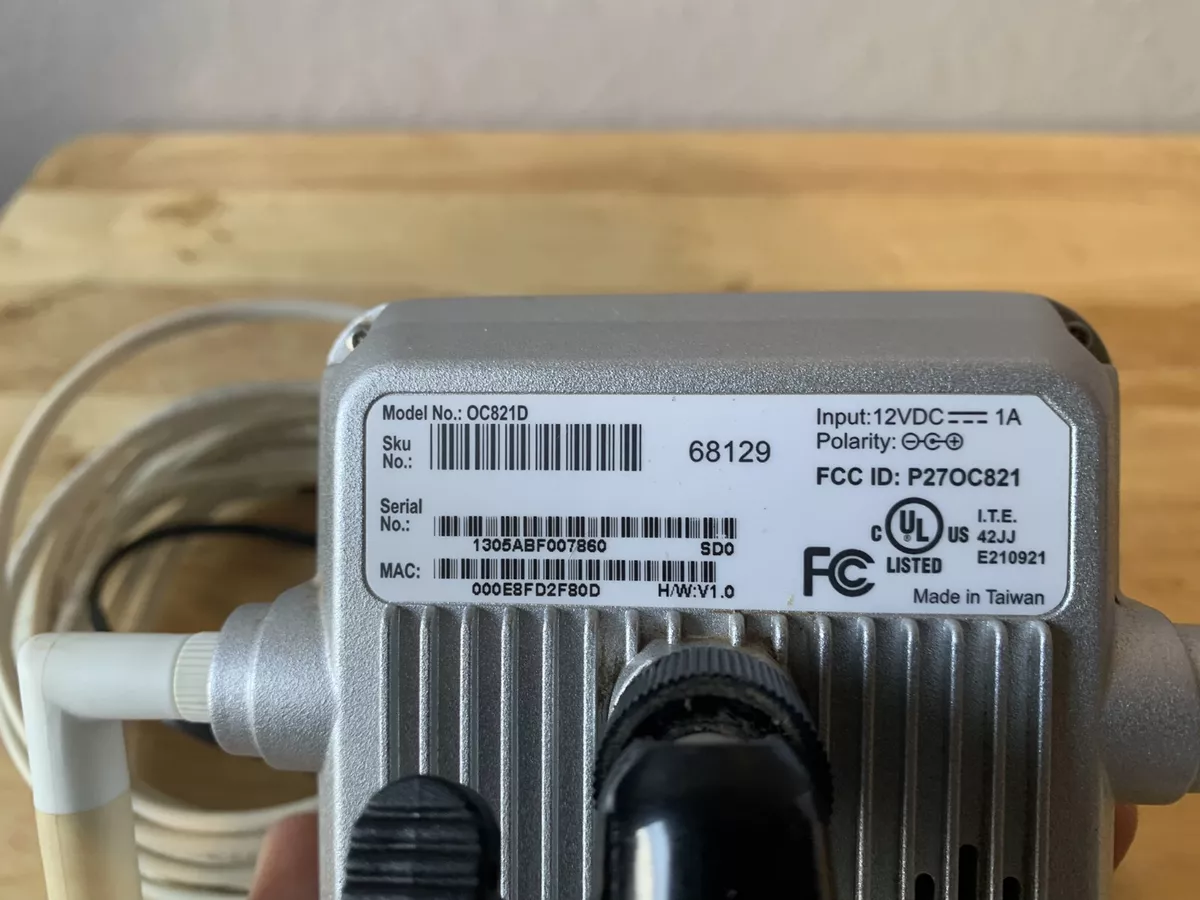 Model No.: OC821D
Sku No.:
68129
Serial No.:
1305ABF007860 SD0
MAC:
000E8FD2F80D H/W:V1.0
Input:12VDC 1A
Polarity:
FCC ID: P27OC821
C UL US
LISTED
I.T.E.
42JJ
E210921
FC
Made in Taiwan